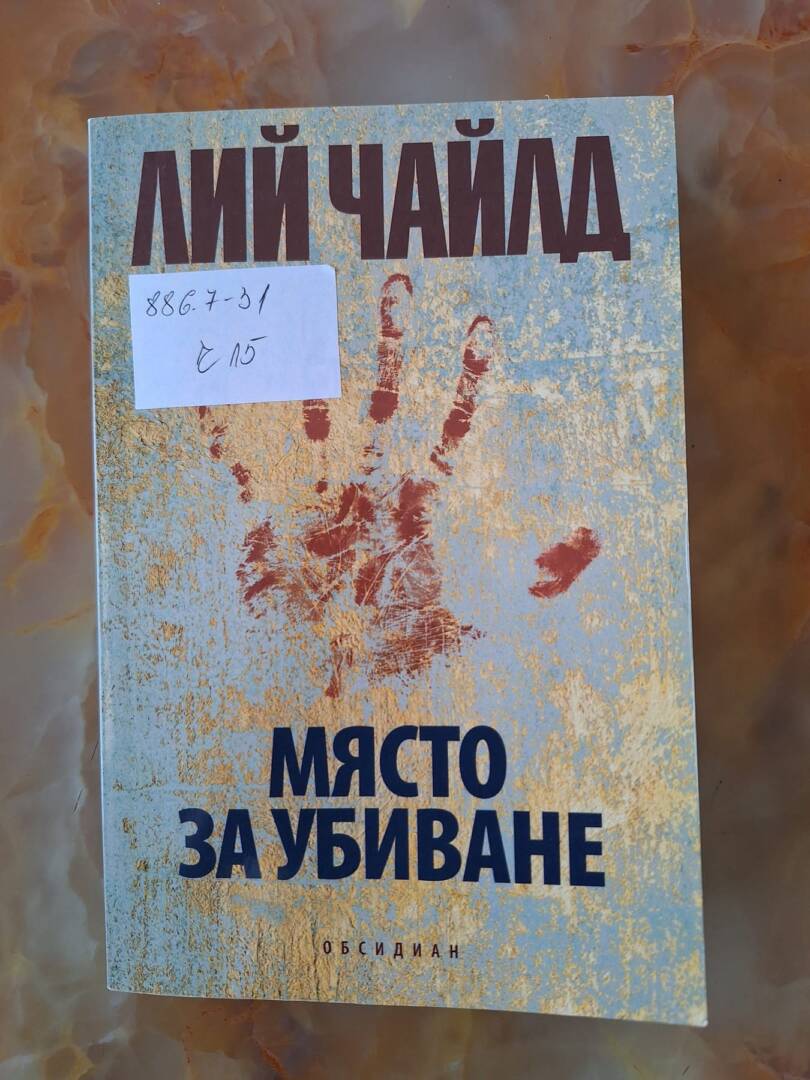 ЛИЙ ЧАЙЛД
886.7-31
Ч 15
МЯСТО
ЗА УБИВАНЕ
ОБСИДИАН